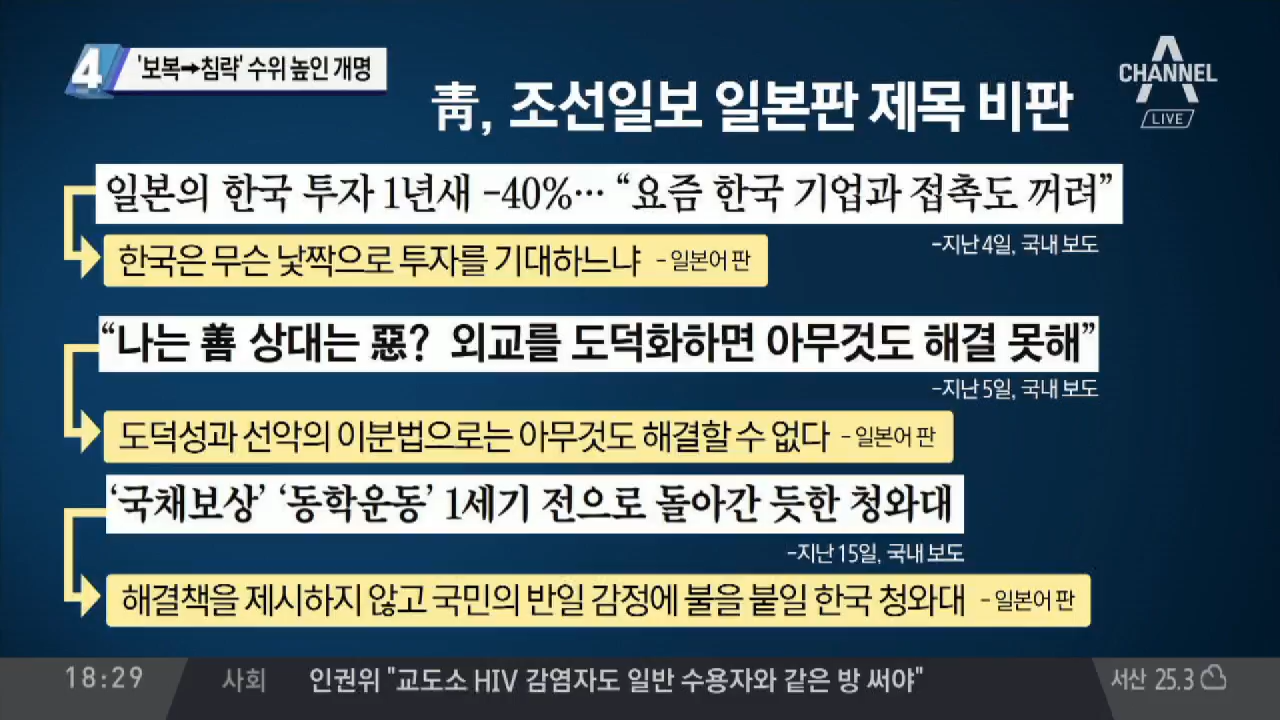 4 '보복➡침략' 수위 높인 개명
CHANNEL A
LIVE
靑, 조선일보 일본판 제목 비판
일본의 한국 투자 1년새 -40%… “요즘 한국 기업과 접촉도 꺼려”
-지난 4일, 국내 보도
한국은 무슨 낯짝으로 투자를 기대하느냐 - 일본어 판
“나는 善 상대는 惡? 외교를 도덕화하면 아무것도 해결 못해”
-지난 5일, 국내 보도
도덕성과 선악의 이분법으로는 아무것도 해결할 수 없다 - 일본어 판
‘국채보상’ ‘동학운동’ 1세기 전으로 돌아간 듯한 청와대
-지난 15일, 국내 보도
해결책을 제시하지 않고 국민의 반일 감정에 불을 붙일 한국 청와대 - 일본어 판
18:29 사회 인권위 "교도소 HIV 감염자도 일반 수용자와 같은 방 써야" 서산 25.3